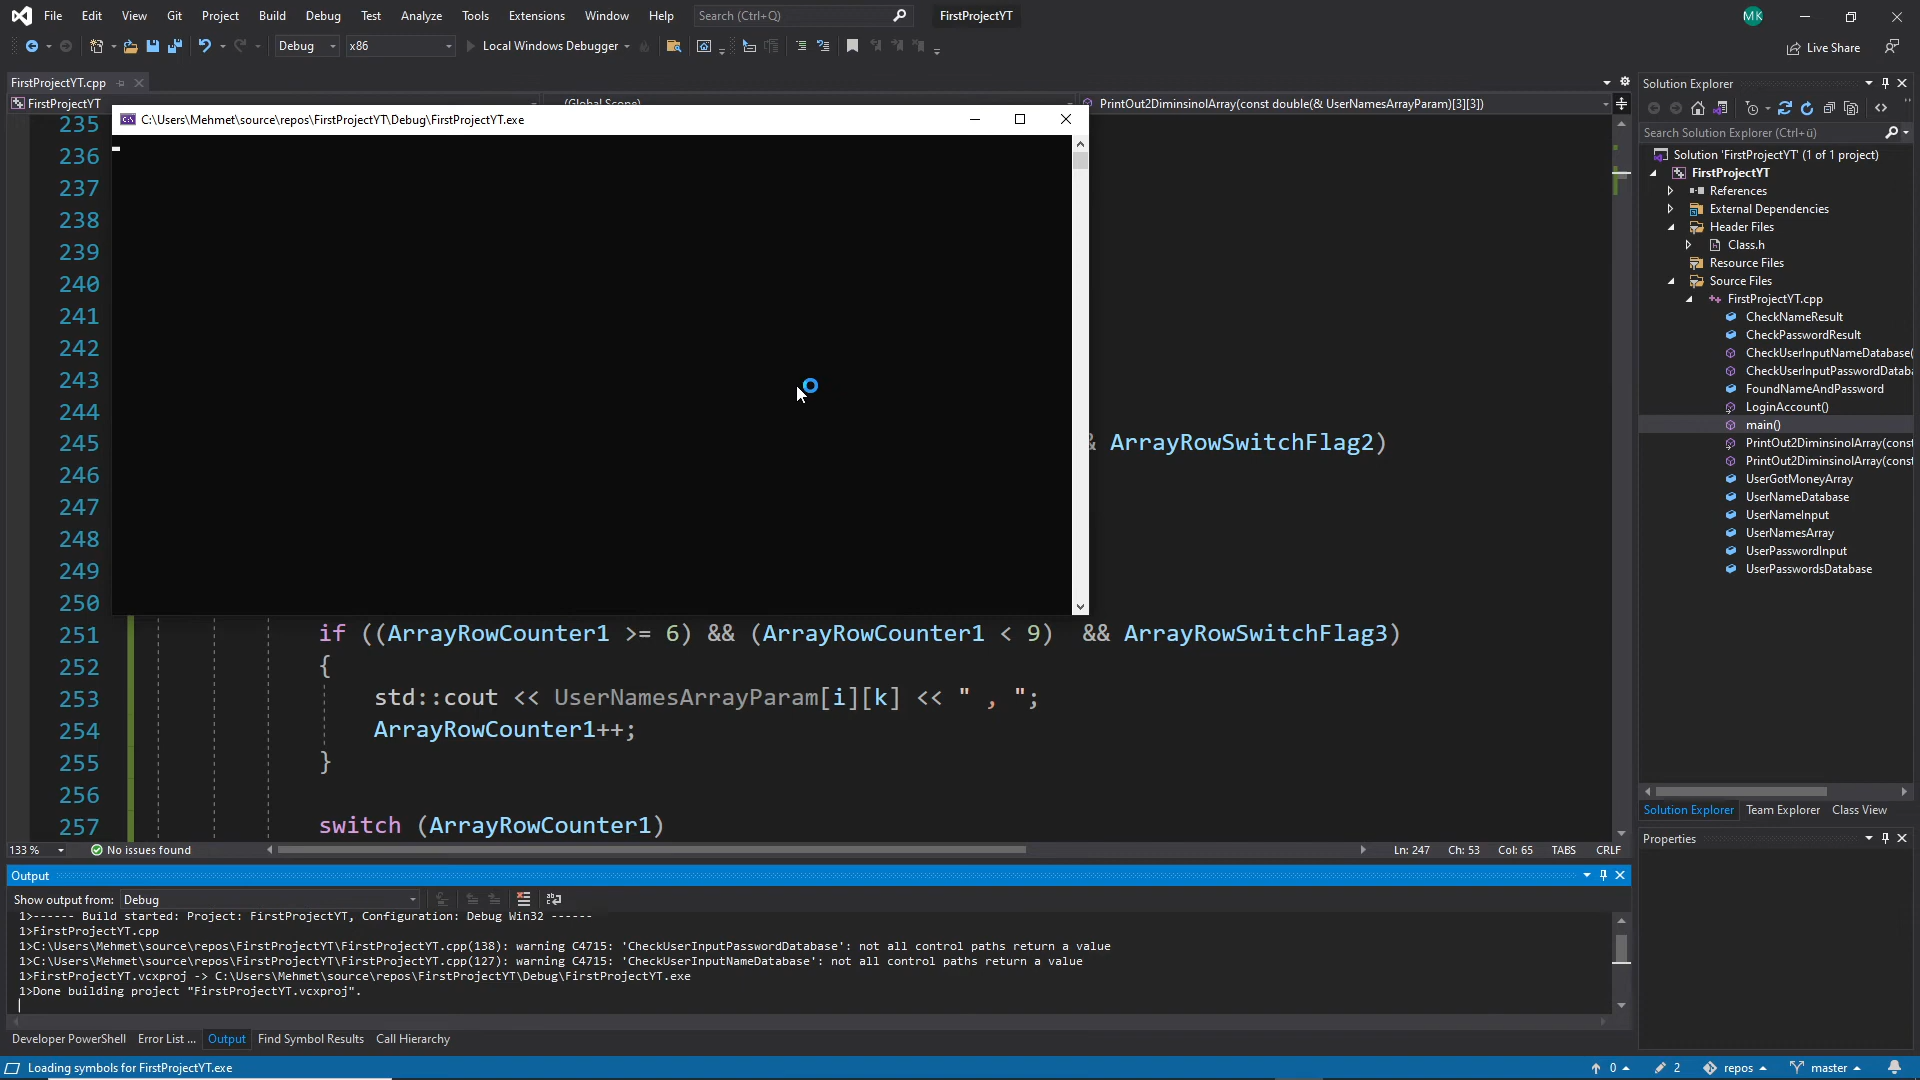 File Edit View Git Project Build Debug Test Analyze Tools Extensions Window Help Search (Ctrl+Q) FirstProjectYT MK
Debug x86 Local Windows Debugger Live Share
FirstProjectYT.cpp
FirstProjectYT (Global Scope) PrintOut2DiminsinolArray(const double(& UserNamesArrayParam)[3][3])
C:\Users\Mehmet\source\repos\FirstProjectYT\Debug\FirstProjectYT.exe
235
236
237
238
239
240
241
242
243
244
245 & ArrayRowSwitchFlag2)
246
247
248
249
250
251 if ((ArrayRowCounter1 >= 6) && (ArrayRowCounter1 < 9) && ArrayRowSwitchFlag3)
252 {
253 std::cout << UserNamesArrayParam[i][k] << " , ";
254 ArrayRowCounter1++;
255 }
256
257 switch (ArrayRowCounter1)
133 % No issues found Ln: 247 Ch: 53 Col: 65 TABS CRLF
Output
Show output from: Debug
1>------ Build started: Project: FirstProjectYT, Configuration: Debug Win32 ------
1>FirstProjectYT.cpp
1>C:\Users\Mehmet\source\repos\FirstProjectYT\FirstProjectYT.cpp(138): warning C4715: 'CheckUserInputPasswordDatabase': not all control paths return a value
1>C:\Users\Mehmet\source\repos\FirstProjectYT\FirstProjectYT.cpp(127): warning C4715: 'CheckUserInputNameDatabase': not all control paths return a value
1>FirstProjectYT.vcxproj -> C:\Users\Mehmet\source\repos\FirstProjectYT\Debug\FirstProjectYT.exe
1>Done building project "FirstProjectYT.vcxproj".
Developer PowerShell Error List ... Output Find Symbol Results Call Hierarchy
Loading symbols for FirstProjectYT.exe 0 2 repos master
Solution Explorer
Search Solution Explorer (Ctrl+ü)
Solution 'FirstProjectYT' (1 of 1 project)
FirstProjectYT
References
External Dependencies
Header Files
Class.h
Resource Files
Source Files
FirstProjectYT.cpp
CheckNameResult
CheckPasswordResult
CheckUserInputNameDatabase(
CheckUserInputPasswordDataba
FoundNameAndPassword
LoginAccount()
main()
PrintOut2DiminsinolArray(const
PrintOut2DiminsinolArray(const
UserGotMoneyArray
UserNameDatabase
UserNameInput
UserNamesArray
UserPasswordInput
UserPasswordsDatabase
Solution Explorer Team Explorer Class View
Properties